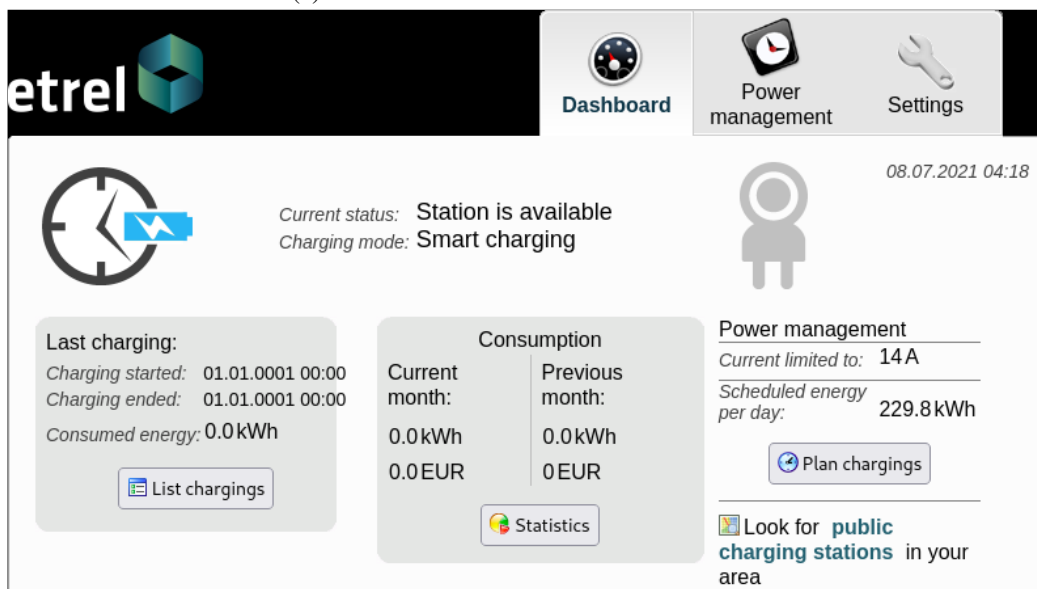 etrel
Dashboard
Power
management
Settings
08.07.2021 04:18
Current status: Station is available
Charging mode: Smart charging
Last charging:
Charging started: 01.01.0001 00:00
Charging ended: 01.01.0001 00:00
Consumed energy: 0.0 kWh
List chargings
Consumption
Current
month:
Previous
month:
0.0 kWh
0.0 kWh
0.0 EUR
0 EUR
Statistics
Power management
Current limited to: 14 A
Scheduled energy
per day: 229.8 kWh
Plan chargings
Look for public
charging stations in your
area